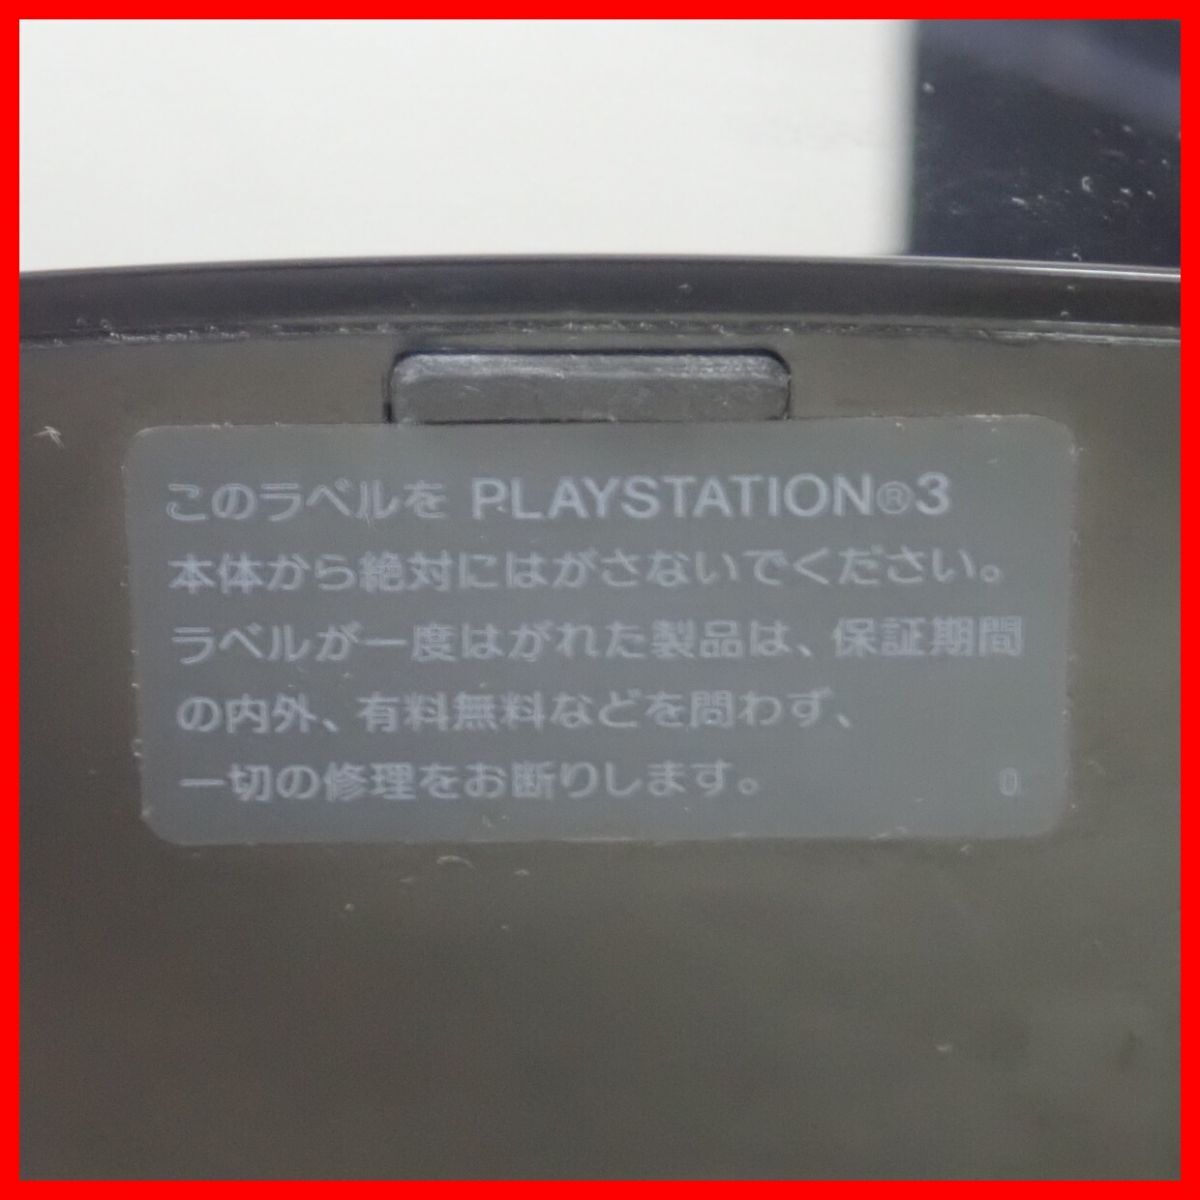 このラベルを PLAYSTATION®3
本体から絶対にはがさないでください。
ラベルが一度はがれた製品は、保証期間
の内外、有料無料などを問わず、
一切の修理をお断りします。 0